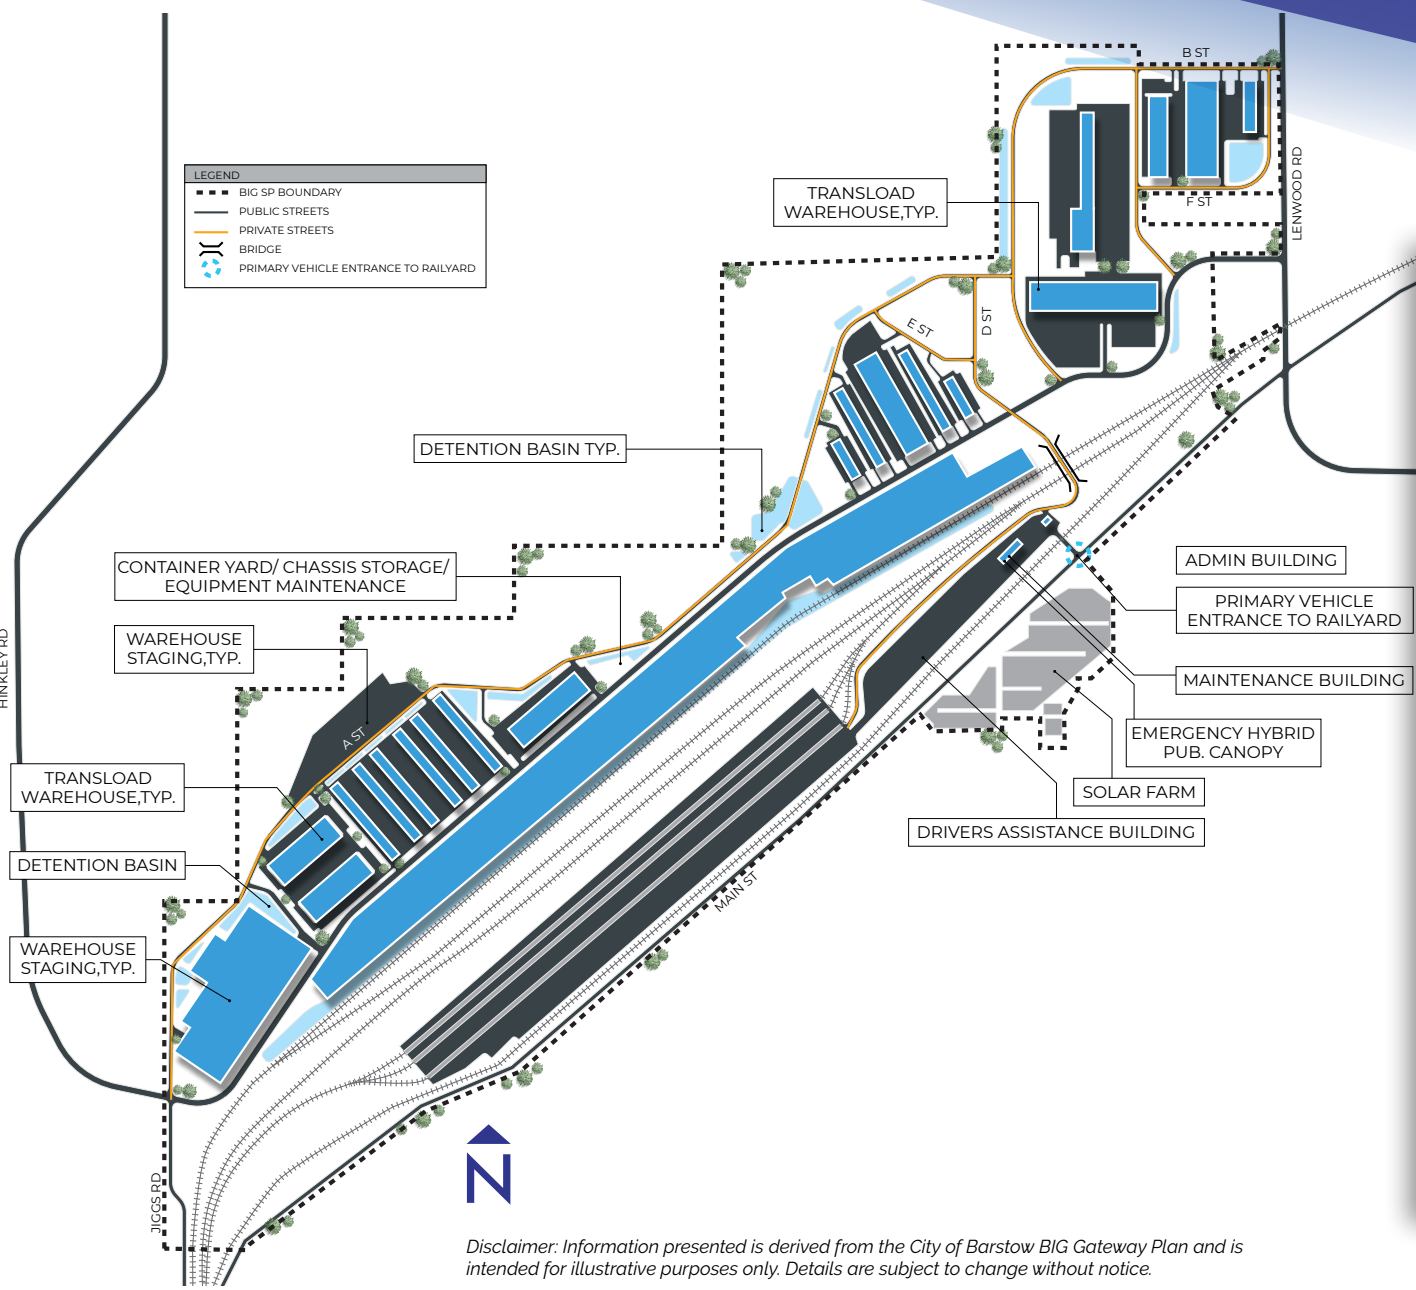 B ST
LENWOOD RD
LEGEND
BIG SP BOUNDARY
PUBLIC STREETS
PRIVATE STREETS
BRIDGE
PRIMARY VEHICLE ENTRANCE TO RAILYARD
TRANSLOAD
WAREHOUSE,TYP.
F ST
E ST
D ST
DETENTION BASIN TYP.
CONTAINER YARD/ CHASSIS STORAGE/
EQUIPMENT MAINTENANCE
ADMIN BUILDING
PRIMARY VEHICLE
ENTRANCE TO RAILYARD
WAREHOUSE
STAGING,TYP.
HINKLEY RD
MAINTENANCE BUILDING
A ST
EMERGENCY HYBRID
PUB. CANOPY
TRANSLOAD
WAREHOUSE,TYP.
SOLAR FARM
DRIVERS ASSISTANCE BUILDING
DETENTION BASIN
MAIN ST
WAREHOUSE
STAGING,TYP.
N
JIGGS RD
Disclaimer: Information presented is derived from the City of Barstow BIG Gateway Plan and is
intended for illustrative purposes only. Details are subject to change without notice.